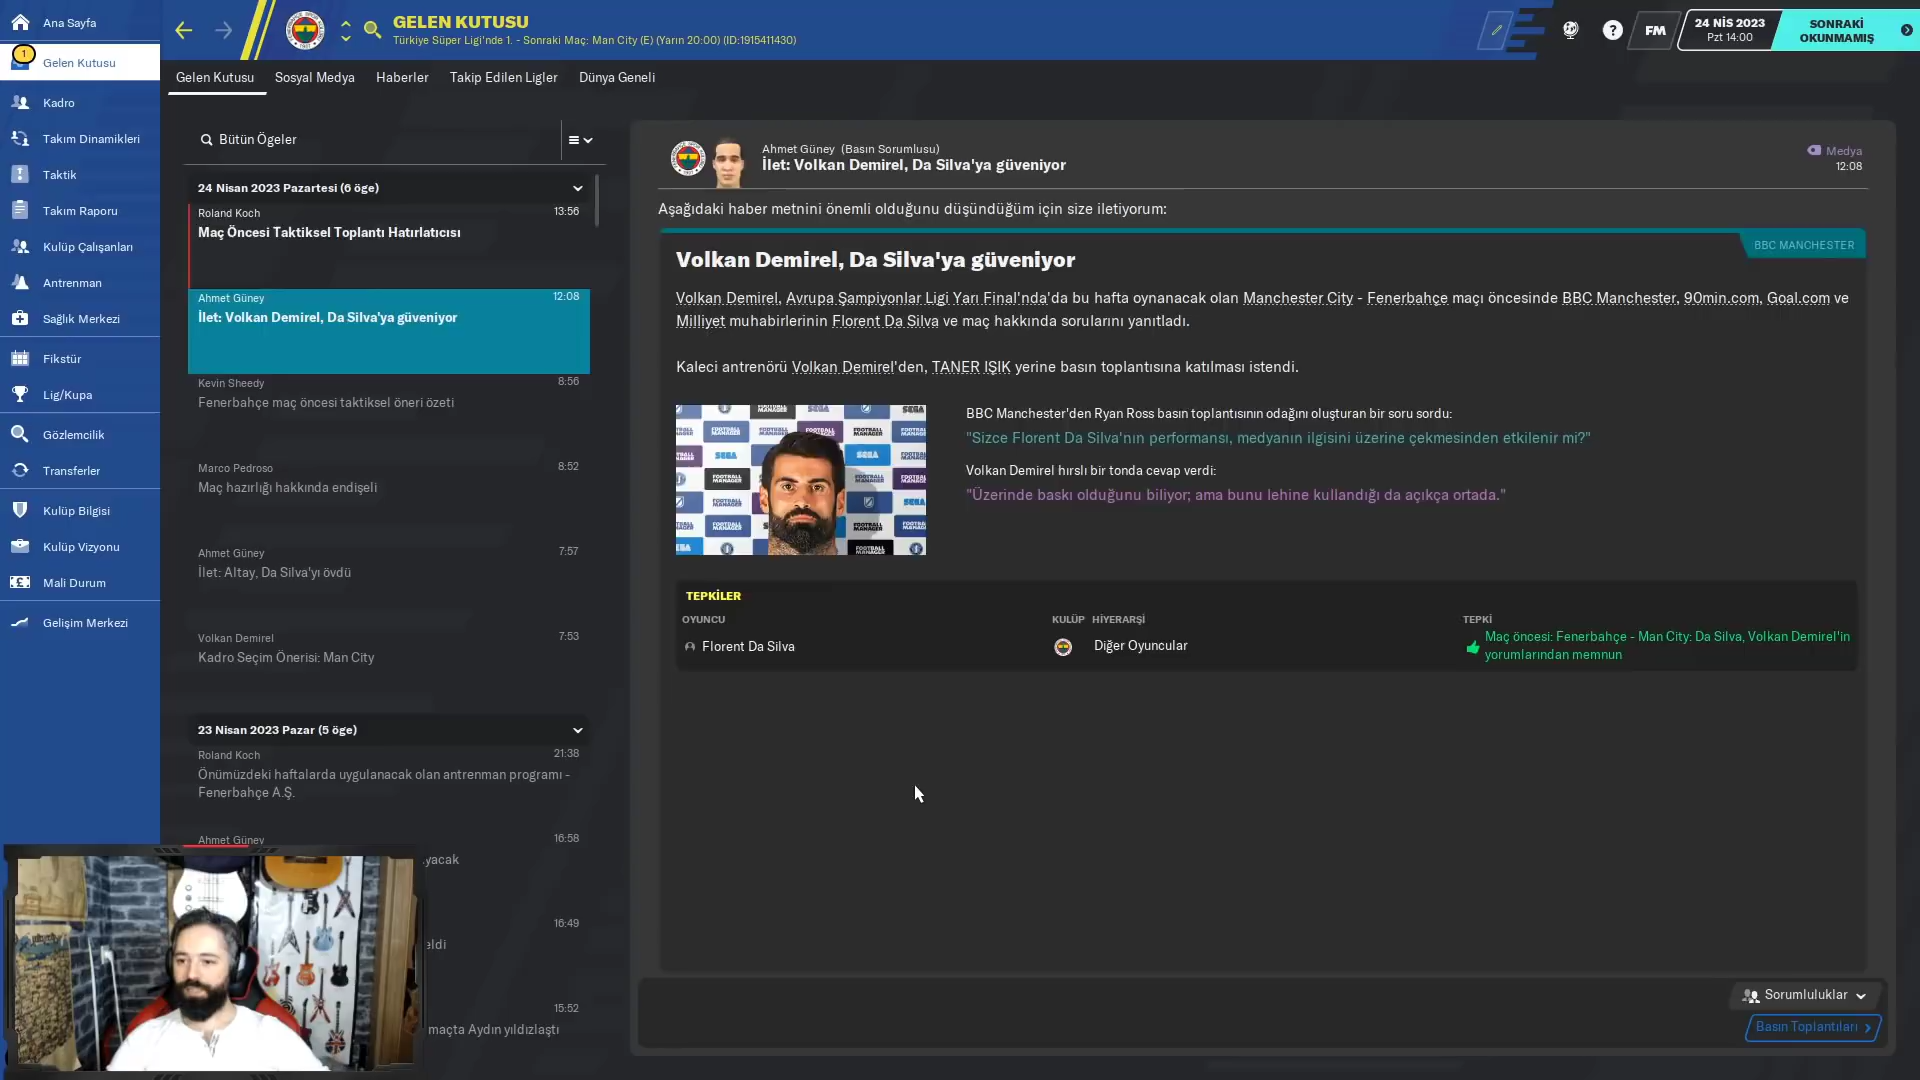 Ana Sayfa
1
Gelen Kutusu
Kadro
Takım Dinamikleri
Taktik
Takım Raporu
Kulüp Çalışanları
Antrenman
Sağlık Merkezi
Fikstür
Lig/Kupa
Gözlemcilik
Transferler
Kulüp Bilgisi
Kulüp Vizyonu
Mali Durum
Gelişim Merkezi
GELEN KUTUSU
Türkiye Süper Ligi'nde 1. - Sonraki Maç: Man City (E) (Yarın 20:00) (ID:1915411430)
FM
24 NİS 2023
Pzt 14:00
SONRAKİ
OKUNMAMIŞ
Gelen Kutusu Sosyal Medya Haberler Takip Edilen Ligler Dünya Geneli
Bütün Ögeler
24 Nisan 2023 Pazartesi (6 öge)
Roland Koch 13:56
Maç Öncesi Taktiksel Toplantı Hatırlatıcısı
Ahmet Güney 12:08
İlet: Volkan Demirel, Da Silva'ya güveniyor
Kevin Sheedy 8:56
Fenerbahçe maç öncesi taktiksel öneri özeti
Marco Pedroso 8:52
Maç hazırlığı hakkında endişeli
Ahmet Güney 7:57
İlet: Altay, Da Silva'yı övdü
Volkan Demirel 7:53
Kadro Seçim Önerisi: Man City
23 Nisan 2023 Pazar (5 öge)
Roland Koch 21:38
Önümüzdeki haftalarda uygulanacak olan antrenman programı -
Fenerbahçe A.Ş.
Ahmet Güney 16:58
yacak
16:49
eldi
15:52
maçta Aydın yıldızlaştı
Ahmet Güney (Basın Sorumlusu)
İlet: Volkan Demirel, Da Silva'ya güveniyor
Medya
12:08
Aşağıdaki haber metnini önemli olduğunu düşündüğüm için size iletiyorum:
BBC MANCHESTER
Volkan Demirel, Da Silva'ya güveniyor
Volkan Demirel, Avrupa Şampiyonlar Ligi Yarı Final'nda'da bu hafta oynanacak olan Manchester City - Fenerbahçe maçı öncesinde BBC Manchester, 90min.com, Goal.com ve
Milliyet muhabirlerinin Florent Da Silva ve maç hakkında sorularını yanıtladı.
Kaleci antrenörü Volkan Demirel'den, TANER IŞIK yerine basın toplantısına katılması istendi.
BBC Manchester'den Ryan Ross basın toplantısının odağını oluşturan bir soru sordu:
"Sizce Florent Da Silva'nın performansı, medyanın ilgisini üzerine çekmesinden etkilenir mi?"
Volkan Demirel hırslı bir tonda cevap verdi:
"Üzerinde baskı olduğunu biliyor; ama bunu lehine kullandığı da açıkça ortada."
TEPKİLER
OYUNCU KULÜP HİYERARŞİ TEPKİ
Florent Da Silva Diğer Oyuncular
Maç öncesi: Fenerbahçe - Man City: Da Silva, Volkan Demirel'in
yorumlarından memnun
Sorumluluklar
Basın Toplantıları